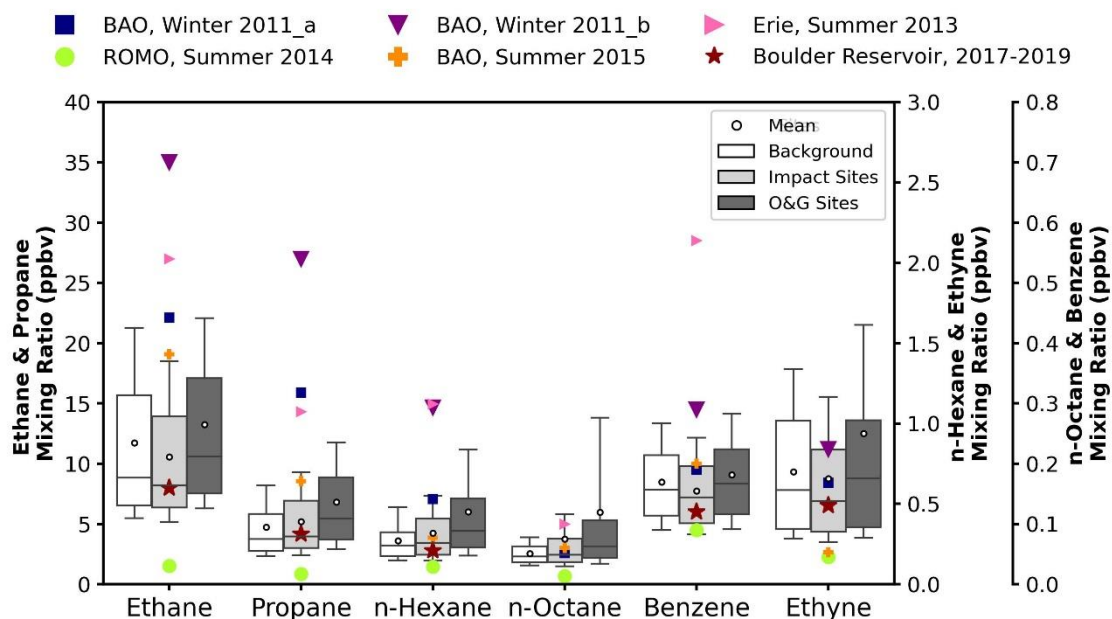 BAO, Winter 2011_a
BAO, Winter 2011_b
Erie, Summer 2013
ROMO, Summer 2014
BAO, Summer 2015
Boulder Reservoir, 2017-2019
Mean
Background
Impact Sites
O&G Sites
Ethane & Propane
Mixing Ratio (ppbv)
40
35
30
25
20
15
10
5
0
3.0
2.5
2.0
1.5
1.0
0.5
0.0
n-Hexane & Ethyne
Mixing Ratio (ppbv)
0.8
0.7
0.6
0.5
0.4
0.3
0.2
0.1
0.0
n-Octane & Benzene
Mixing Ratio (ppbv)
Ethane
Propane
n-Hexane
n-Octane
Benzene
Ethyne